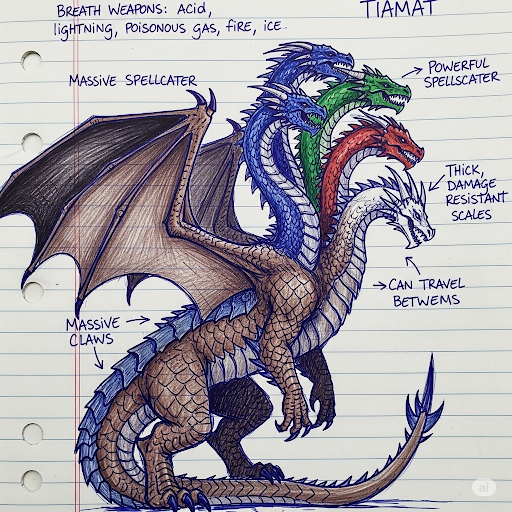 BREATH WEAPONS: Acid,
lightning, POISONOUS GAS, fire, ice
TIAMAT
MASSIVE SPELLCATER
POWERFUL
SPELLSCATER
THICK,
DAMAGE
RESISTANT
SCALES
CAN TRAVEL
BETWEMS
MASSIVE
CLAWS
ai